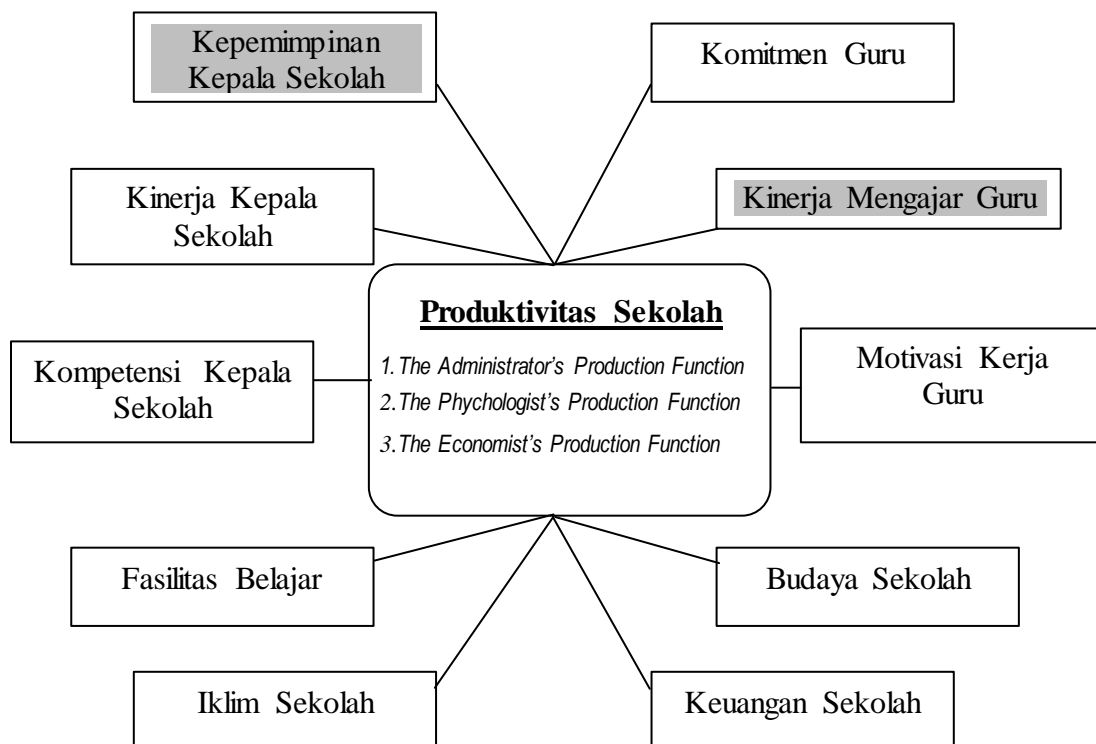 Kepemimpinan
Kepala Sekolah
Komitmen Guru
Kinerja Kepala
Sekolah
Kinerja Mengajar Guru
Produktivitas Sekolah
1. The Administrator's Production Function
2. The Phychologist's Production Function
3. The Economist's Production Function
Kompetensi Kepala
Sekolah
Motivasi Kerja
Guru
Fasilitas Belajar
Budaya Sekolah
Iklim Sekolah
Keuangan Sekolah